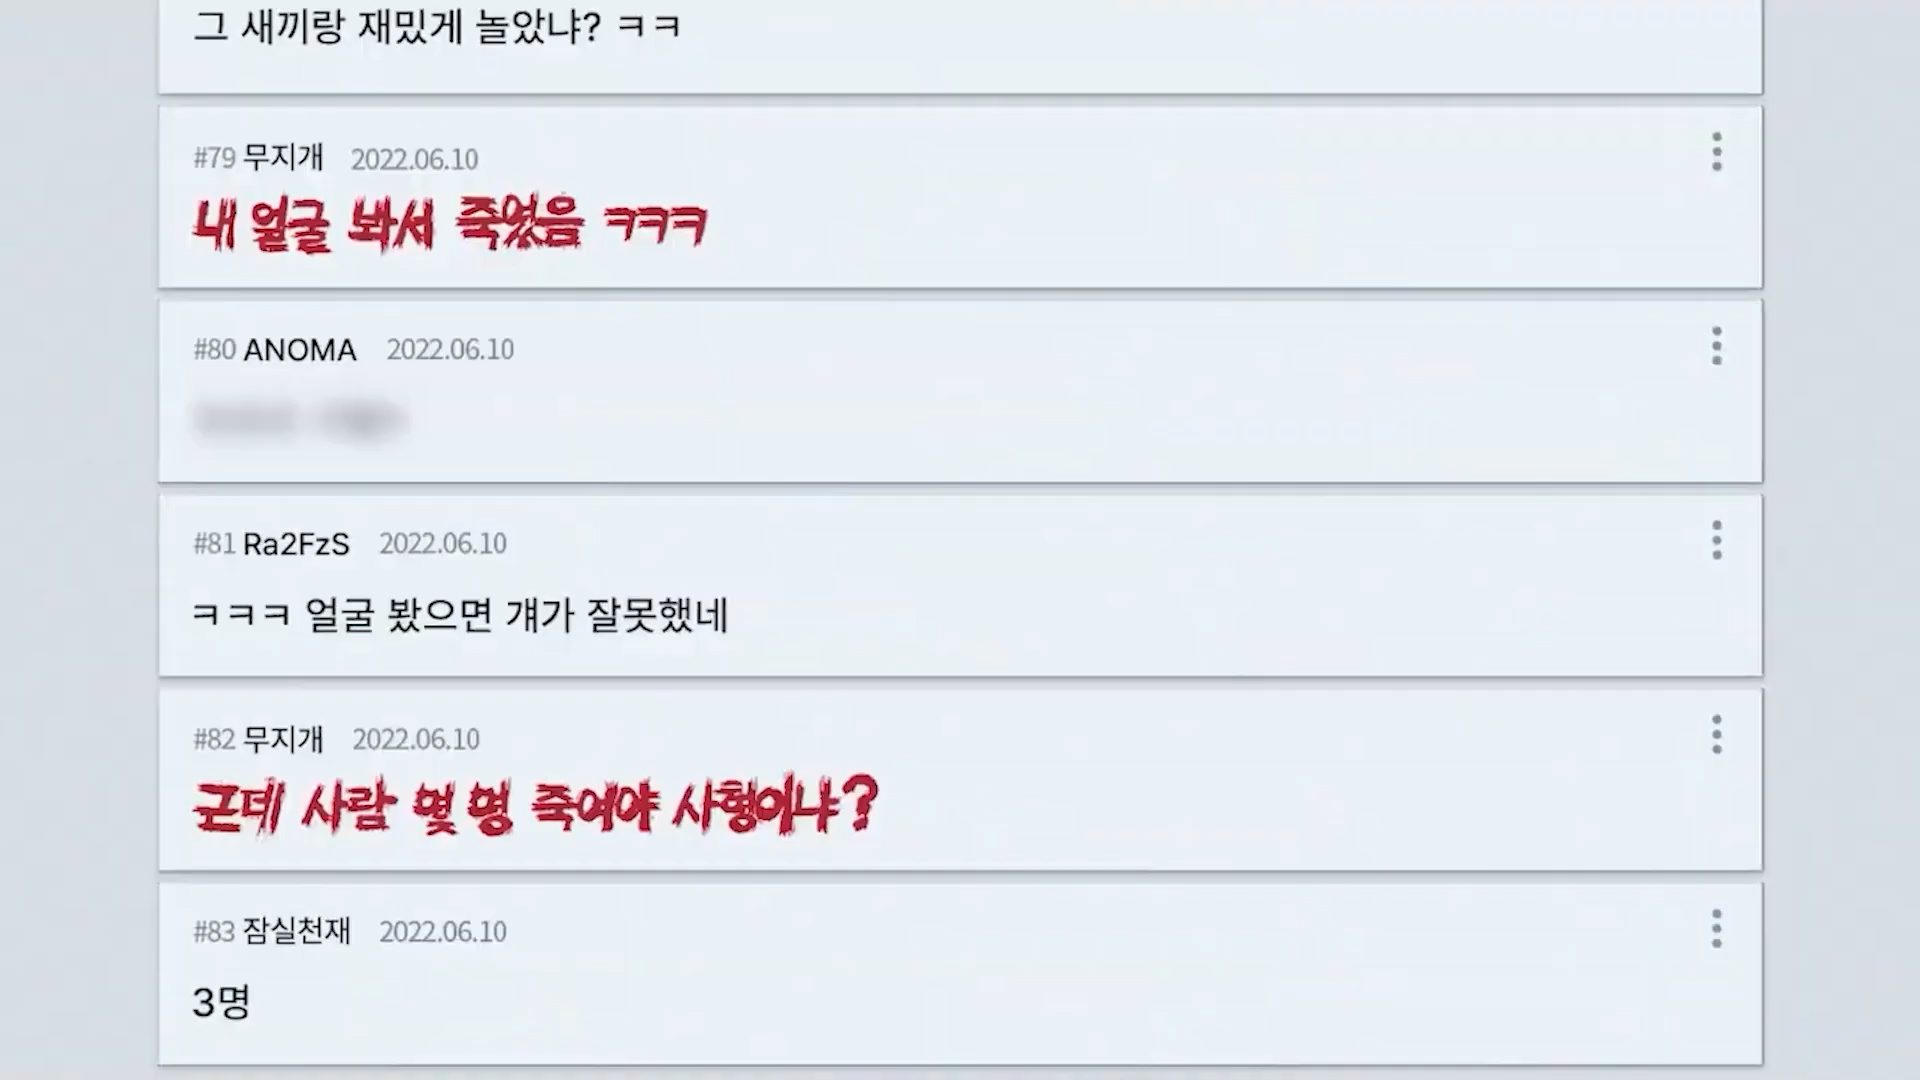 그 새끼랑 재밌게 놀았냐? ㅋㅋ
#79 무지개 2022.06.10
내 얼굴 봐서 죽였음 ㅋㅋㅋ
#80 ANOMA 2022.06.10
#81 Ra2FzS 2022.06.10
ㅋㅋㅋ 얼굴 봤으면 걔가 잘못했네
#82 무지개 2022.06.10
근데 사람 몇 명 죽여야 사형이냐?
#83 잠실천재 2022.06.10
3명